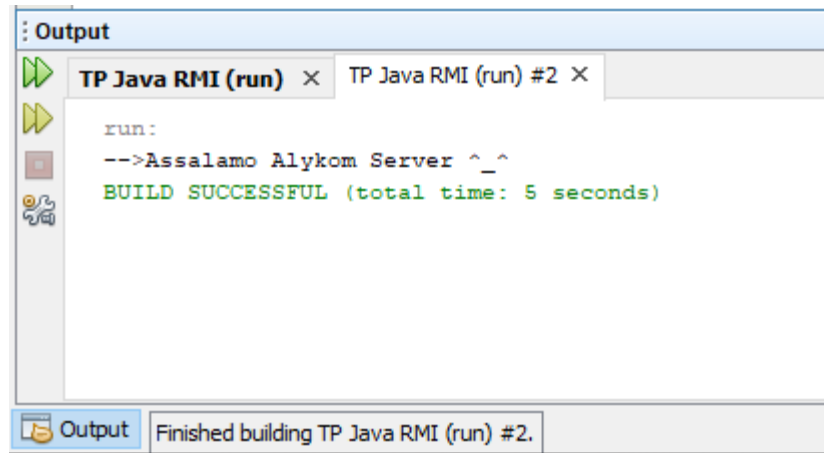 Output
TP Java RMI (run) × TP Java RMI (run) #2 ×
run:
-->Assalamo Alykom Server ^_^
BUILD SUCCESSFUL (total time: 5 seconds)
Output Finished building TP Java RMI (run) #2.